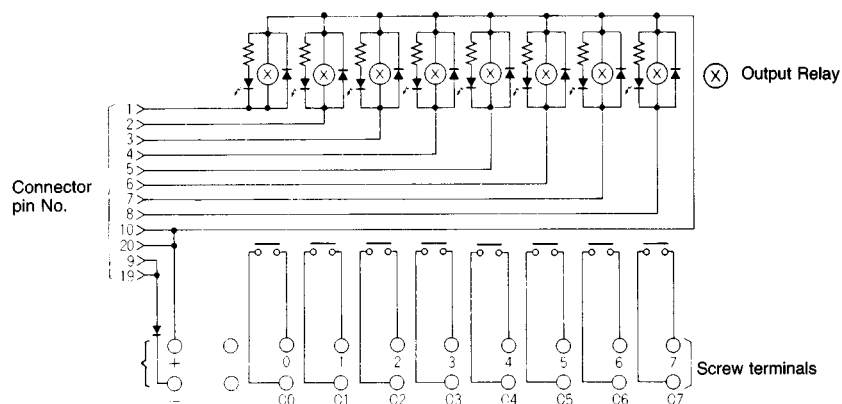 X Output Relay
Connector
pin No.
1
2
3
4
5
6
7
8
10
20
9
19
+ 0 1 2 3 4 5 6 7
Screw terminals
− C0 C1 C2 C3 C4 C5 C6 C7